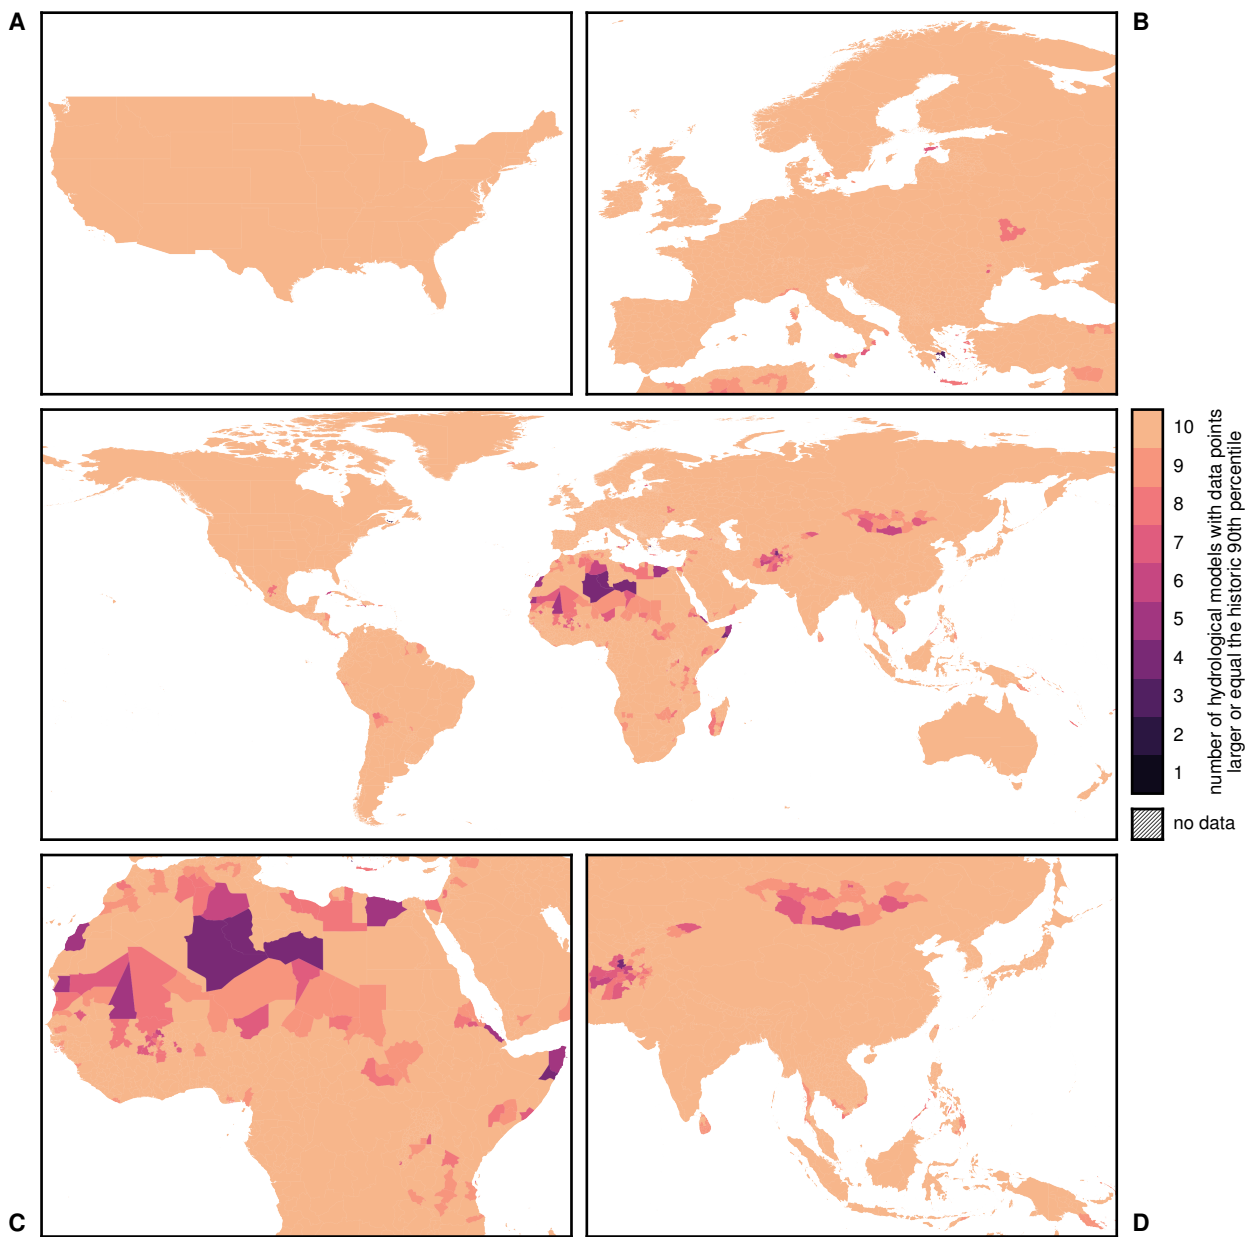 A
B
10
9
8
7
6
5
4
3
2
1
number of hydrological models with data points
larger or equal the historic 90th percentile
no data
C
D